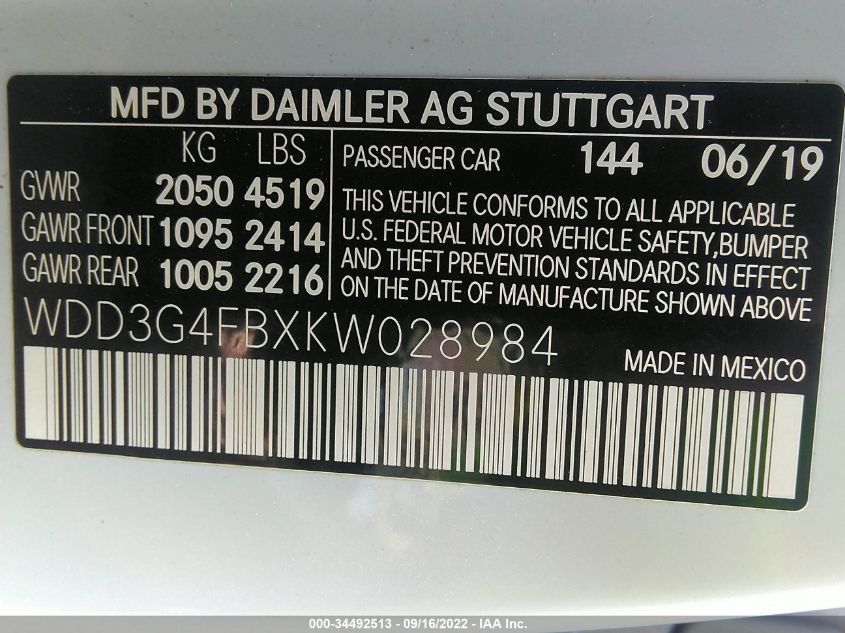 MFD BY DAIMLER AG STUTTGART
KG LBS
GVWR 2050 4519
GAWR FRONT 1095 2414
GAWR REAR 1005 2216
PASSENGER CAR 144 06/19
THIS VEHICLE CONFORMS TO ALL APPLICABLE
U.S. FEDERAL MOTOR VEHICLE SAFETY,BUMPER
AND THEFT PREVENTION STANDARDS IN EFFECT
ON THE DATE OF MANUFACTURE SHOWN ABOVE
WDD3G4FBXKW028984
MADE IN MEXICO
000-34492513 - 09/16/2022 - IAA Inc.